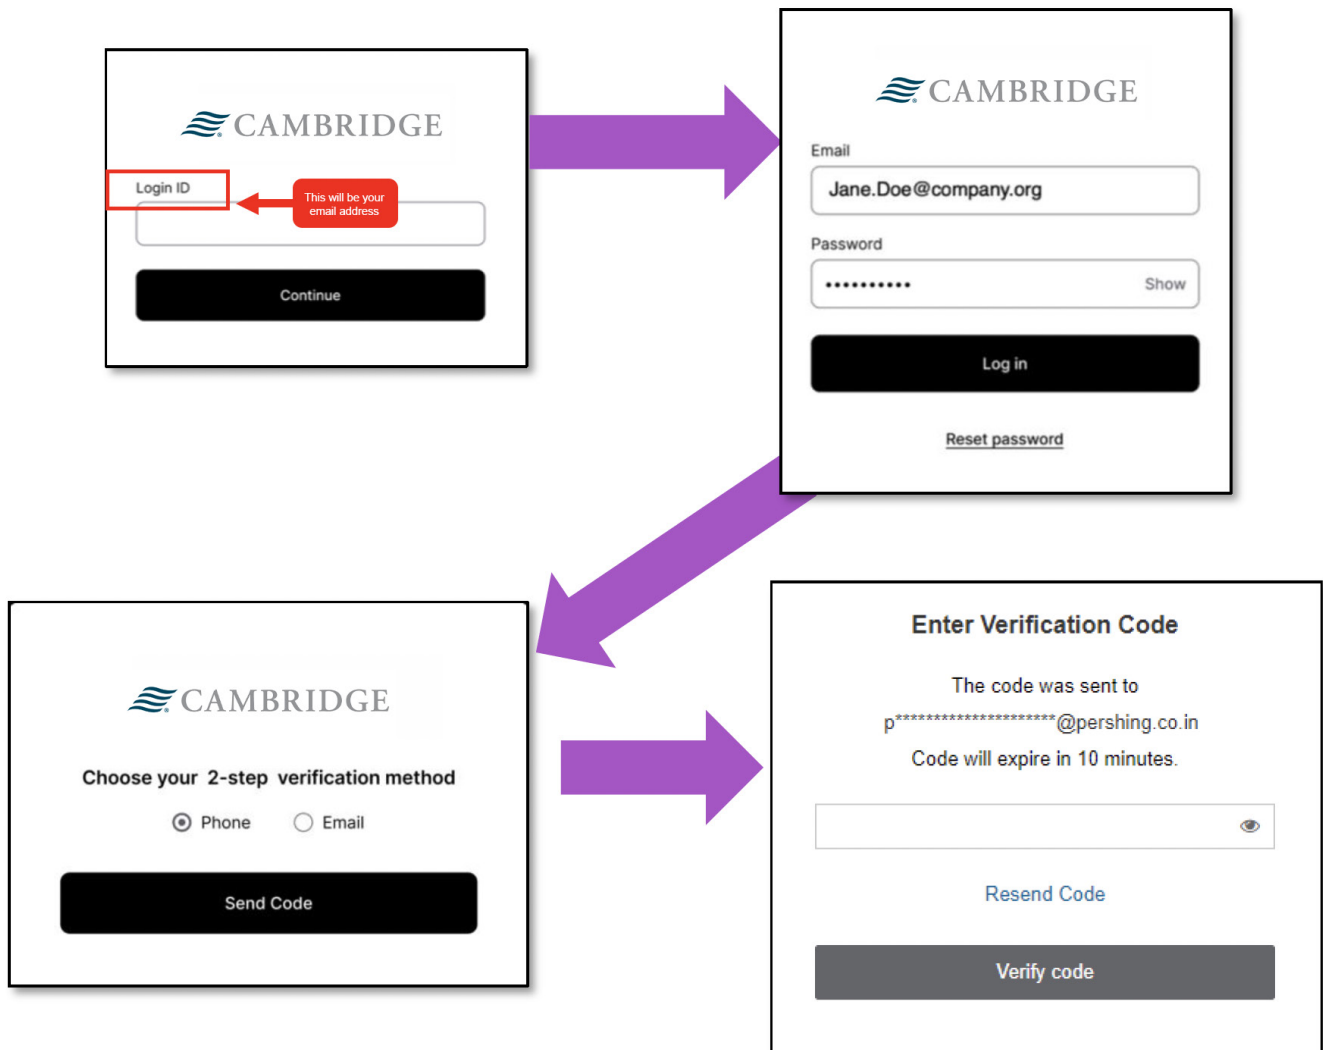 CAMBRIDGE
Login ID
This will be your
email address
Continue
CAMBRIDGE
Email
Jane.Doe@company.org
Password
••••••••••
Show
Log in
Reset password
CAMBRIDGE
Choose your 2-step verification method
Phone
Email
Send Code
Enter Verification Code
The code was sent to
p*********************@pershing.co.in
Code will expire in 10 minutes.
Resend Code
Verify code